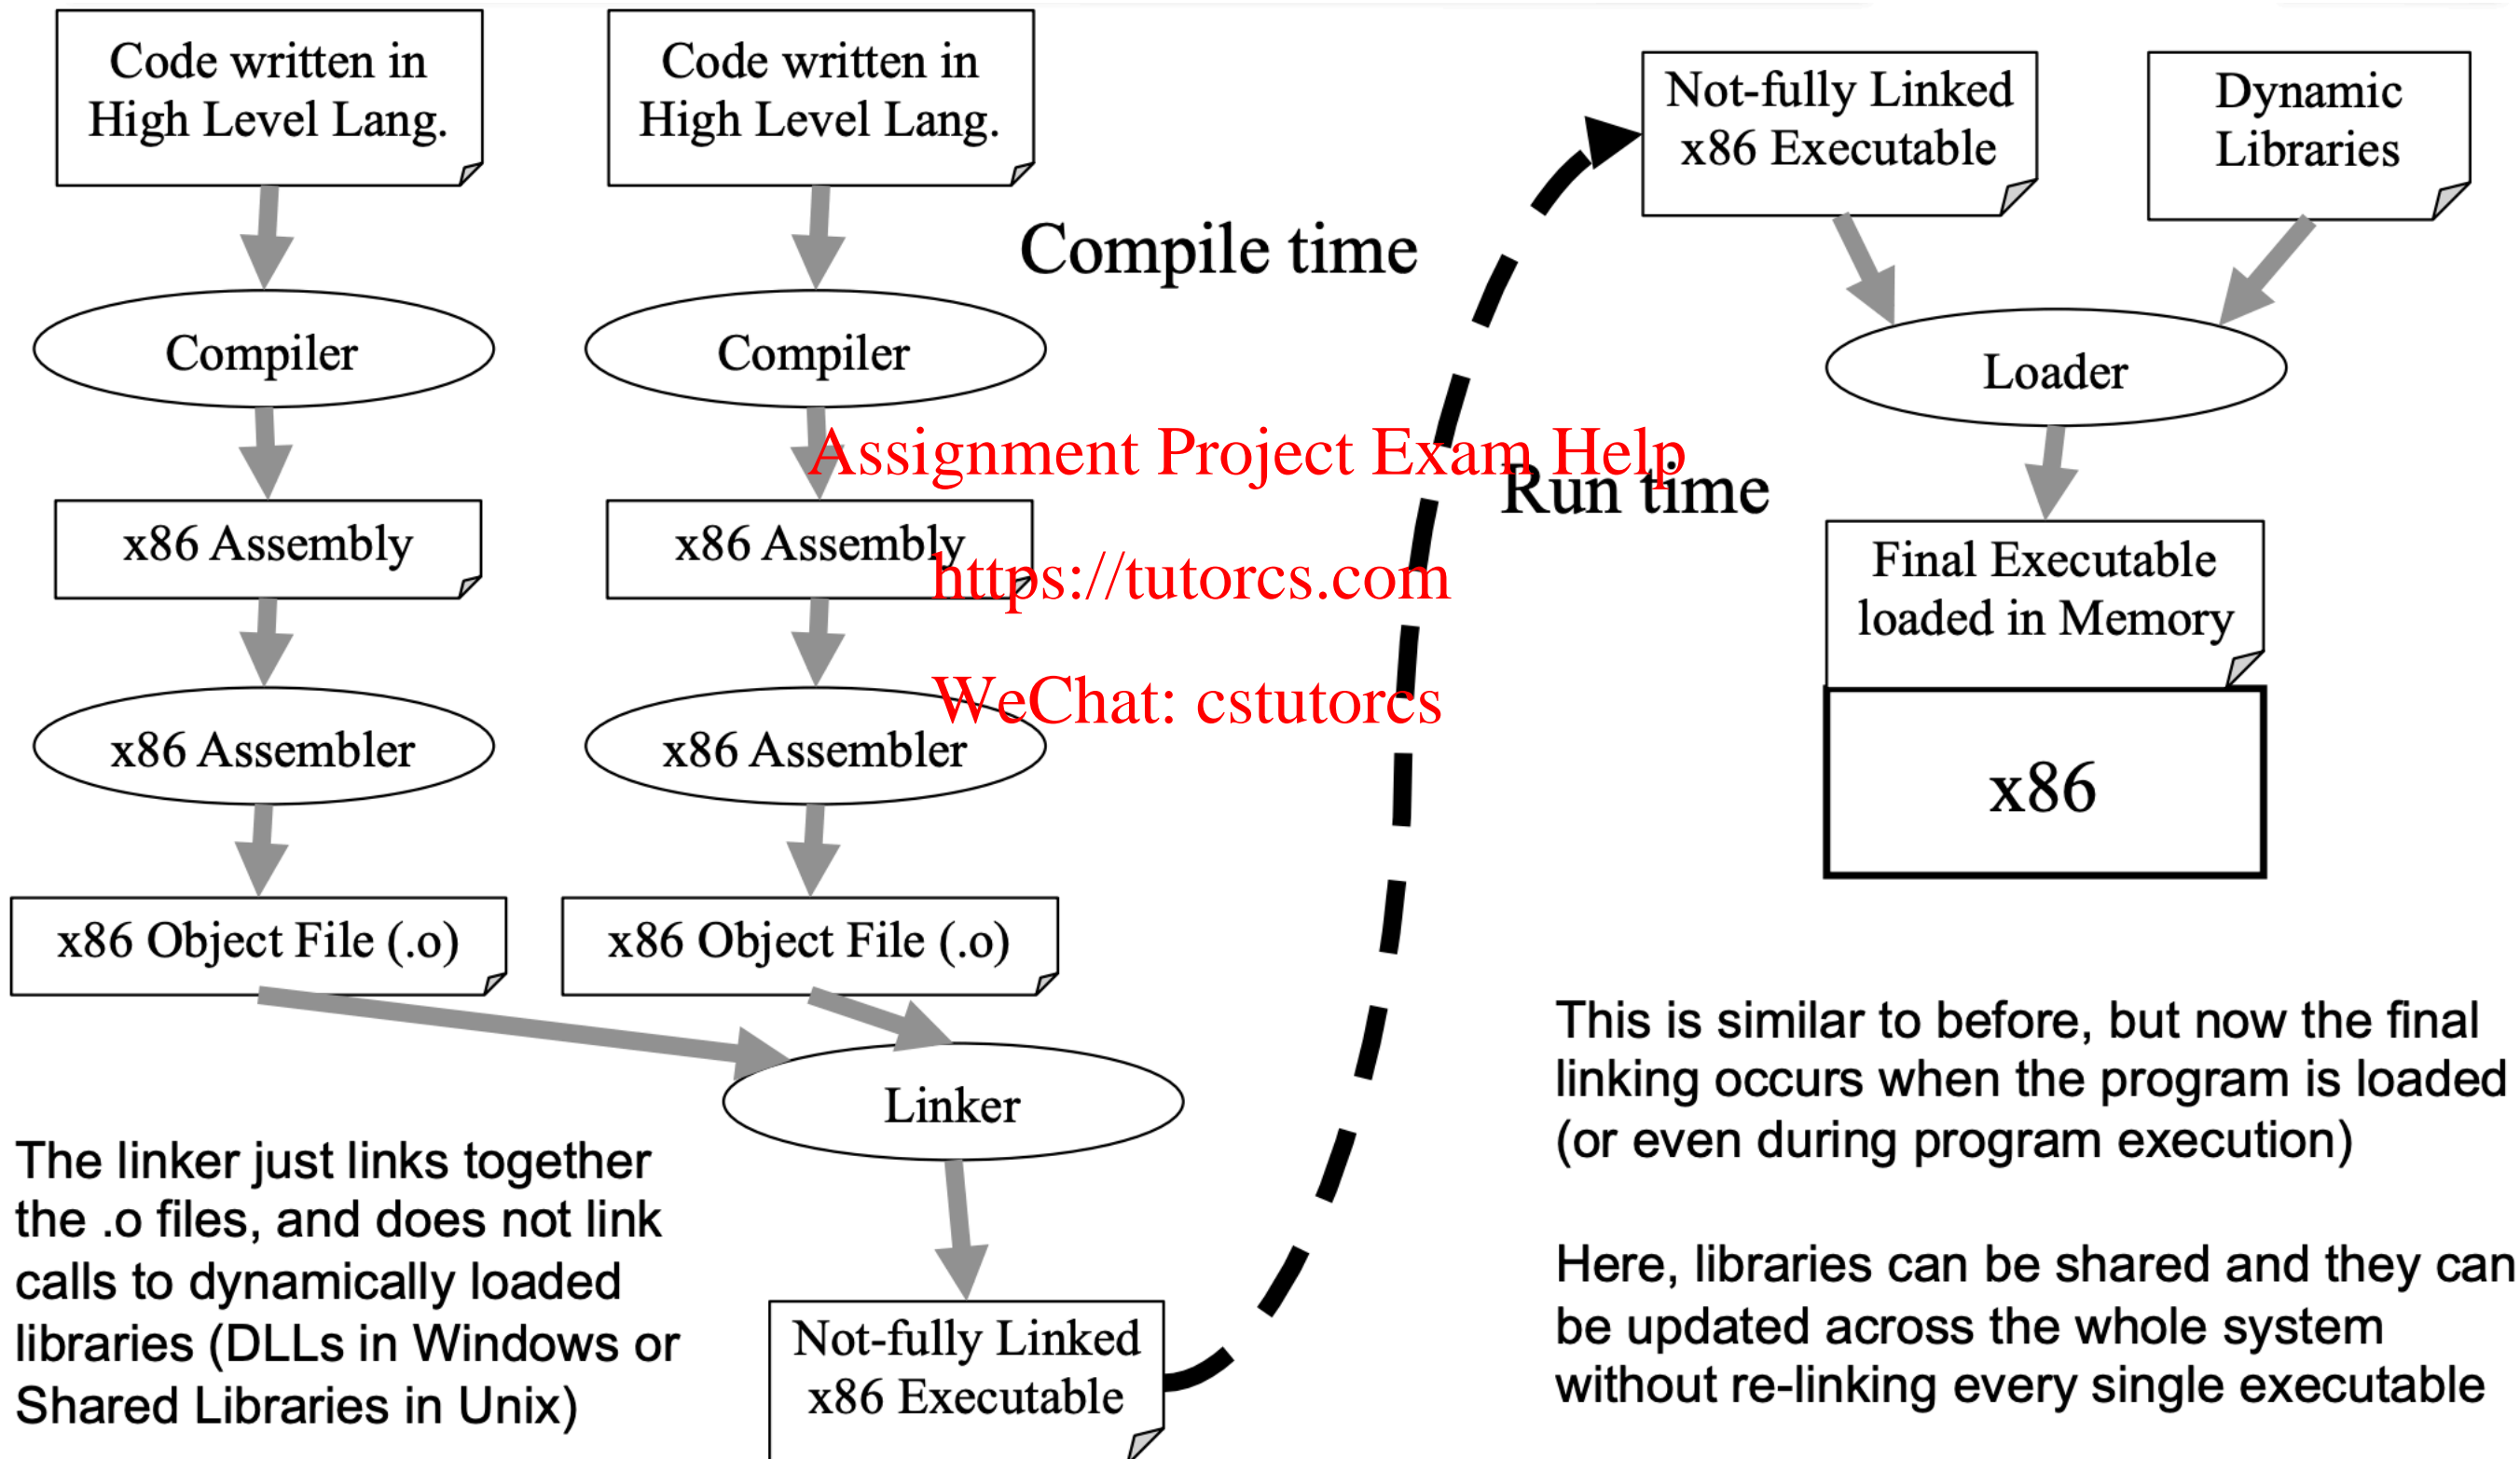 Code written in
High Level Lang.
Compiler
x86 Assembly
x86 Assembler
x86 Object File (.o)
Code written in
High Level Lang.
Compiler
x86 Assembly
x86 Assembler
x86 Object File (.o)
Linker
Not-fully Linked
x86 Executable
The linker just links together
the .o files, and does not link
calls to dynamically loaded
libraries (DLLs in Windows or
Shared Libraries in Unix)
Compile time
Run time
Assignment Project Exam Help
https://tutorcs.com
WeChat: cstutorcs
Not-fully Linked
x86 Executable
Dynamic
Libraries
Loader
Final Executable
loaded in Memory
x86
This is similar to before, but now the final
linking occurs when the program is loaded
(or even during program execution)
Here, libraries can be shared and they can
be updated across the whole system
without re-linking every single executable